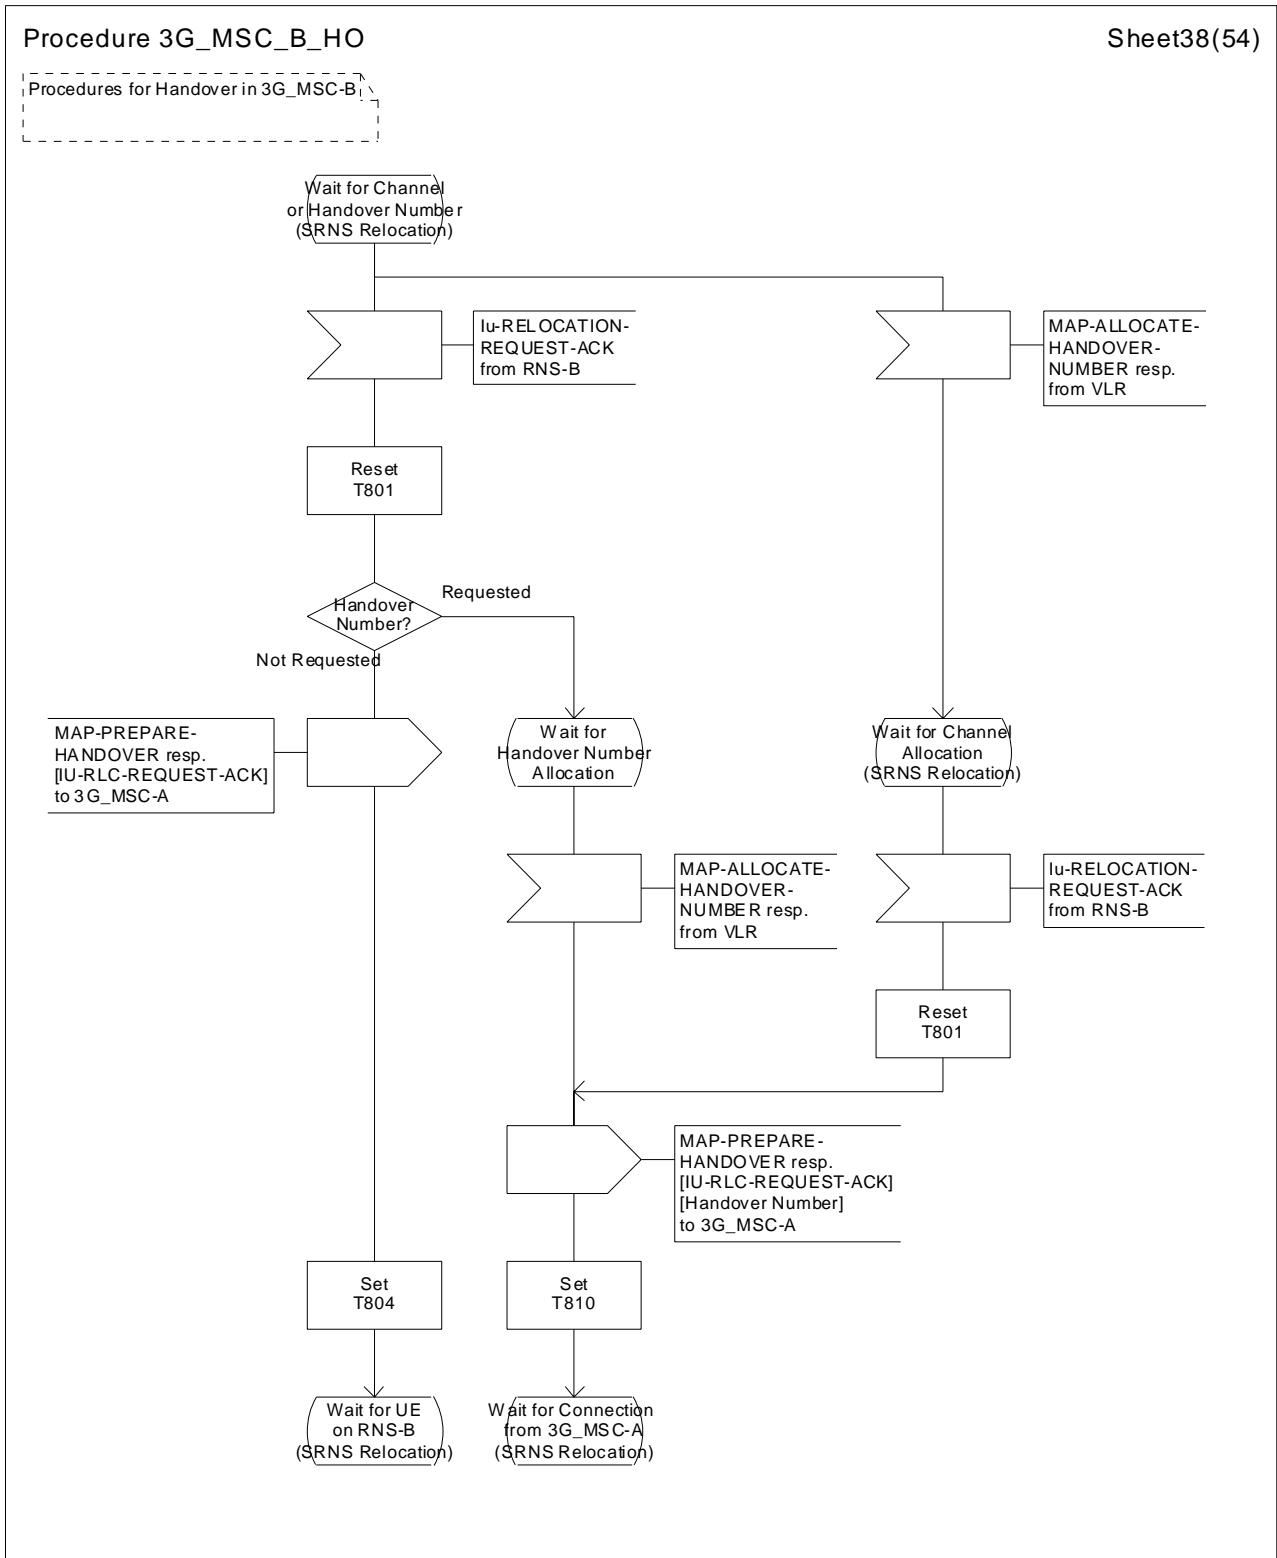 Procedure 3G_MSC_B_HO
Sheet38(54)
Procedures for Handover in 3G_MSC-B
Wait for Channel
or Handover Number
(SRNS Relocation)
Iu-RELOCATION-
REQUEST-ACK
from RNS-B
MAP-ALLOCATE-
HANDOVER-
NUMBER resp.
from VLR
Reset
T801
Handover
Number?
Requested
Not Requested
MAP-PREPARE-
HANDOVER resp.
[IU-RLC-REQUEST-ACK]
to 3G_MSC-A
Wait for
Handover Number
Allocation
Wait for Channel
Allocation
(SRNS Relocation)
MAP-ALLOCATE-
HANDOVER-
NUMBER resp.
from VLR
Iu-RELOCATION-
REQUEST-ACK
from RNS-B
Reset
T801
MAP-PREPARE-
HANDOVER resp.
[IU-RLC-REQUEST-ACK]
[Handover Number]
to 3G_MSC-A
Set
T804
Set
T810
Wait for UE
on RNS-B
(SRNS Relocation)
Wait for Connection
from 3G_MSC-A
(SRNS Relocation)